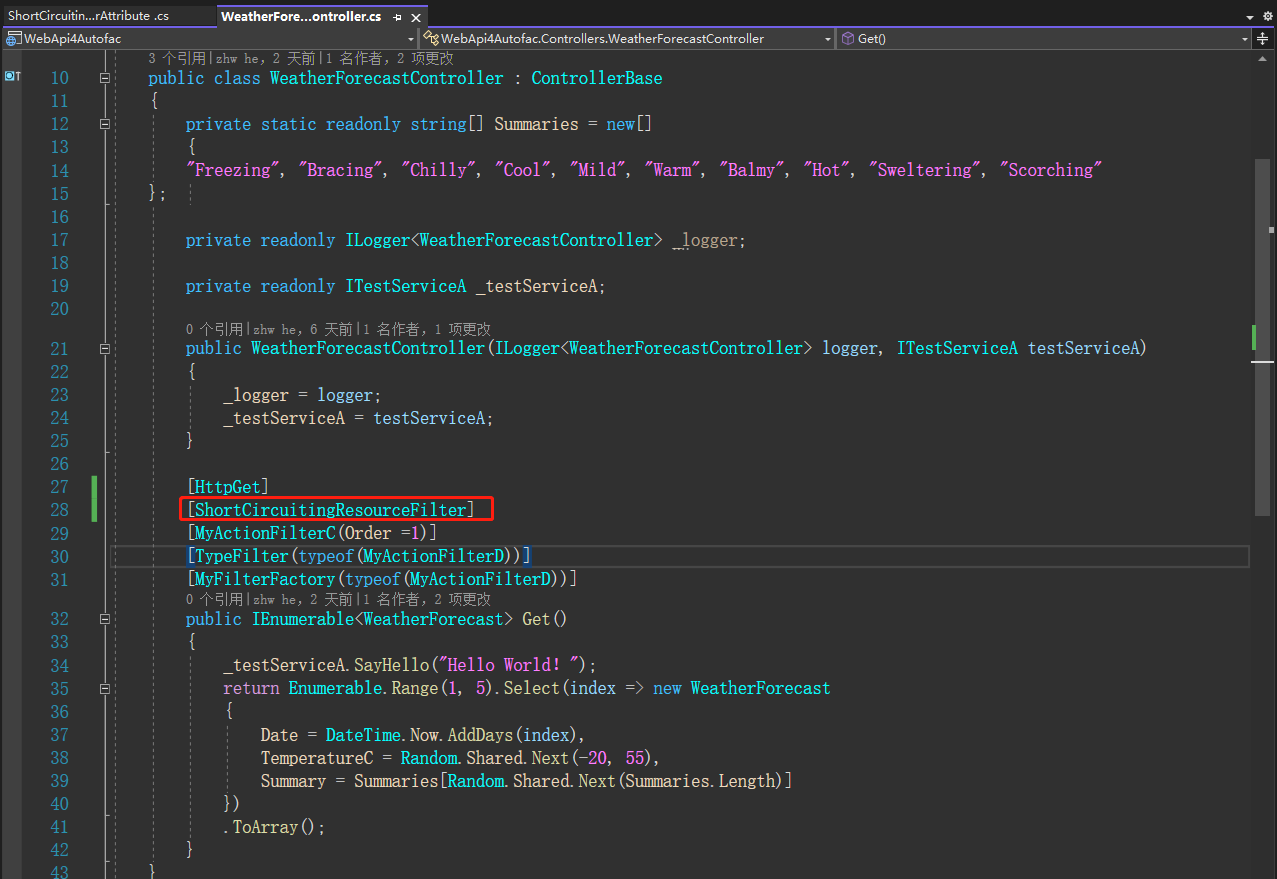 ShortCircuitin...rAttribute .cs
WeatherFore...ontroller.cs
WebApi4Autofac
WebApi4Autofac.Controllers.WeatherForecastController
Get()
3 个引用|zhw he，2 天前|1 名作者，2 项更改
10 public class WeatherForecastController : ControllerBase
11 {
12 private static readonly string[] Summaries = new[]
13 {
14 "Freezing", "Bracing", "Chilly", "Cool", "Mild", "Warm", "Balmy", "Hot", "Sweltering", "Scorching"
15 };
16
17 private readonly ILogger<WeatherForecastController> _logger;
18
19 private readonly ITestServiceA _testServiceA;
20
0 个引用|zhw he，6 天前|1 名作者，1 项更改
21 public WeatherForecastController(ILogger<WeatherForecastController> logger, ITestServiceA testServiceA)
22 {
23 _logger = logger;
24 _testServiceA = testServiceA;
25 }
26
27 [HttpGet]
28 [ShortCircuitingResourceFilter]
29 [MyActionFilterC(Order =1)]
30 [TypeFilter(typeof(MyActionFilterD))]
31 [MyFilterFactory(typeof(MyActionFilterD))]
0 个引用|zhw he，2 天前|1 名作者，2 项更改
32 public IEnumerable<WeatherForecast> Get()
33 {
34 _testServiceA.SayHello("Hello World！");
35 return Enumerable.Range(1, 5).Select(index => new WeatherForecast
36 {
37 Date = DateTime.Now.AddDays(index),
38 TemperatureC = Random.Shared.Next(-20, 55),
39 Summary = Summaries[Random.Shared.Next(Summaries.Length)]
40 })
41 .ToArray();
42 }
43 }